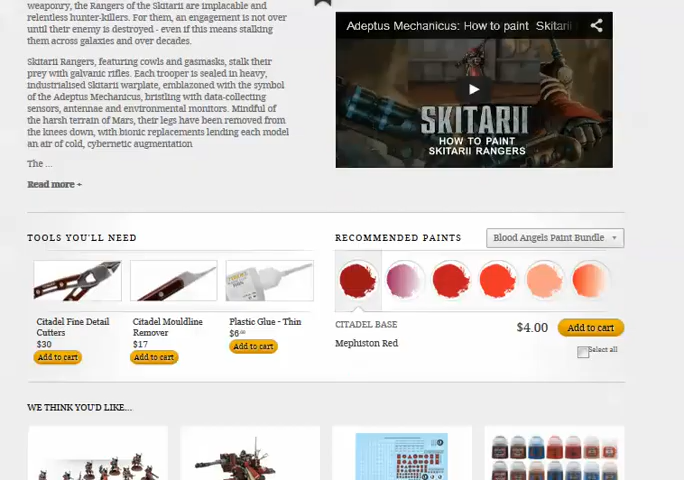 weaponry, the Rangers of the Skitarii are implacable and
relentless hunter-killers. For them, an engagement is not over
until their enemy is destroyed - even if this means stalking
them across galaxies and over decades.
Skitarii Rangers, featuring cowls and gasmasks, stalk their
prey with galvanic rifles. Each trooper is sealed in heavy,
industrialised Skitarii warplate, emblazoned with the symbol
of the Adeptus Mechanicus, bristling with data-collecting
sensors, antennae and environmental monitors. Mindful of
the harsh terrain of Mars, their legs have been removed from
the knees down, with bionic replacements lending each model
an air of cold, cybernetic augmentation
The ...
Read more +
Adeptus Mechanicus: How to paint Skitarii
SKITARII
HOW TO PAINT
SKITARII RANGERS
TOOLS YOU'LL NEED
Citadel Fine Detail
Cutters
$30
Add to cart
Citadel Mouldline
Remover
$17
Add to cart
Plastic Glue - Thin
Add to cart
RECOMMENDED PAINTS
Blood Angels Paint Bundle
CITADEL BASE
Mephiston Red
$4.00
Add to cart
Select all
WE THINK YOU'D LIKE...